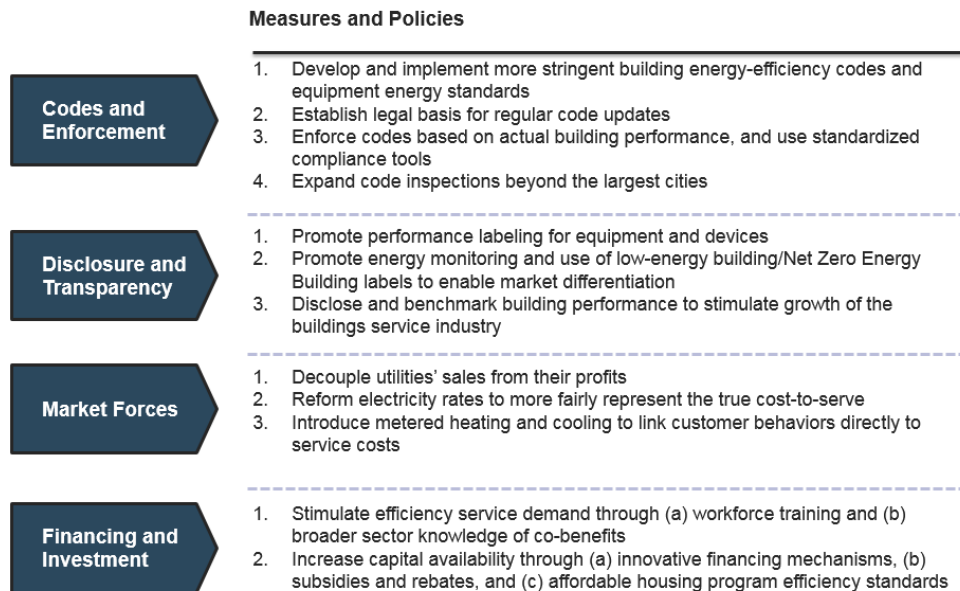 Measures and Policies
Codes and
Enforcement
1. Develop and implement more stringent building energy-efficiency codes and
equipment energy standards
2. Establish legal basis for regular code updates
3. Enforce codes based on actual building performance, and use standardized
compliance tools
4. Expand code inspections beyond the largest cities
Disclosure and
Transparency
1. Promote performance labeling for equipment and devices
2. Promote energy monitoring and use of low-energy building/Net Zero Energy
Building labels to enable market differentiation
3. Disclose and benchmark building performance to stimulate growth of the
buildings service industry
Market Forces
1. Decouple utilities’ sales from their profits
2. Reform electricity rates to more fairly represent the true cost-to-serve
3. Introduce metered heating and cooling to link customer behaviors directly to
service costs
Financing and
Investment
1. Stimulate efficiency service demand through (a) workforce training and (b)
broader sector knowledge of co-benefits
2. Increase capital availability through (a) innovative financing mechanisms, (b)
subsidies and rebates, and (c) affordable housing program efficiency standards